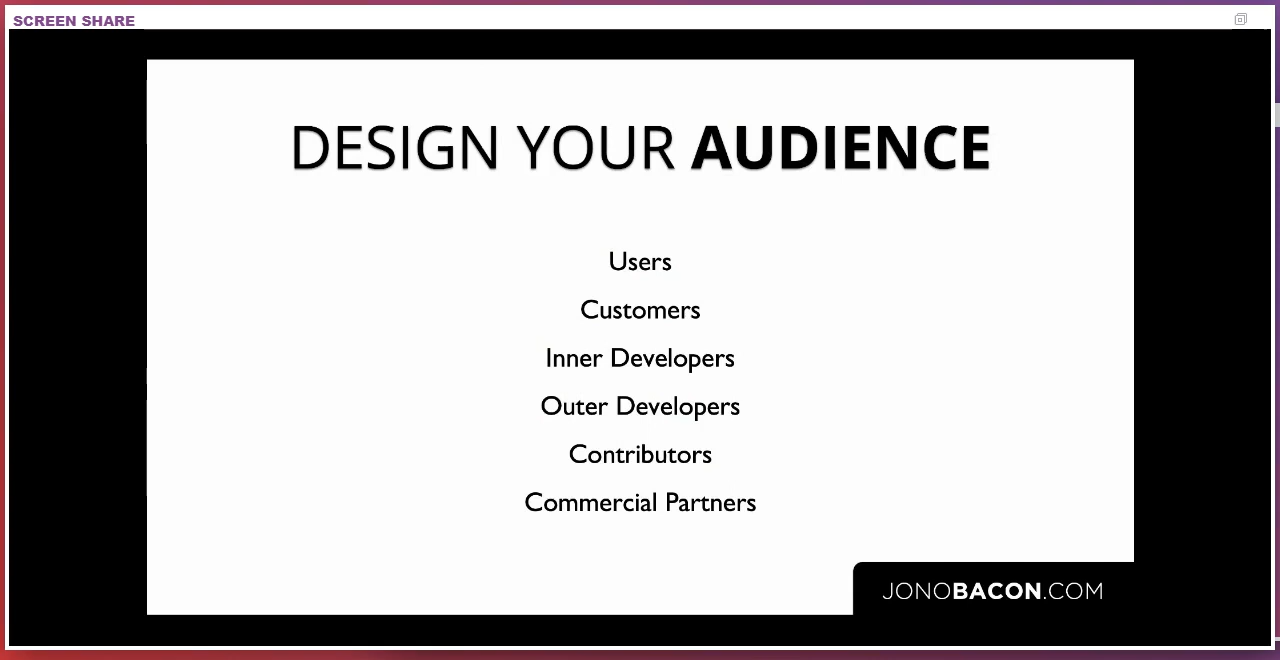 SCREEN SHARE
DESIGN YOUR AUDIENCE
Users
Customers
Inner Developers
Outer Developers
Contributors
Commercial Partners
JONOBACON.COM